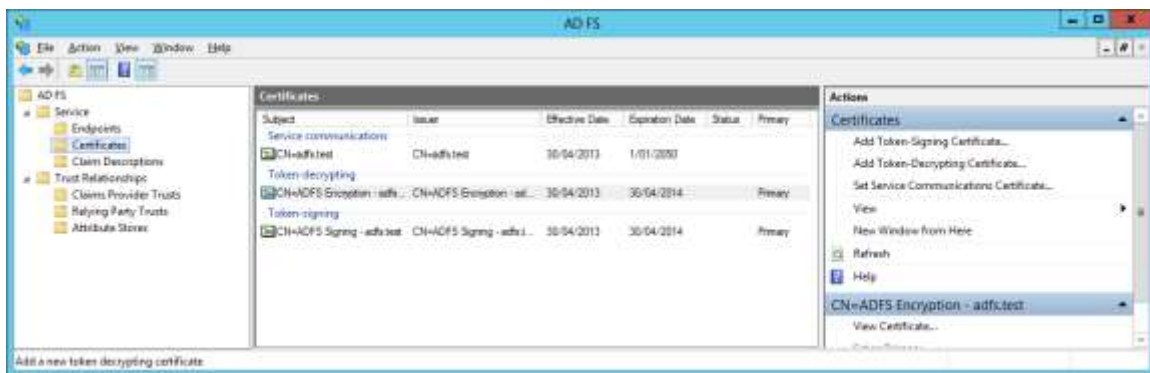 AD FS
File Action View Window Help
AD FS
Service
Endpoints
Certificates
Claim Descriptions
Trust Relationships
Claims Provider Trusts
Relying Party Trusts
Attribute Stores
Certificates
Subject Issuer Effective Date Expiration Date Status Primary
Service communications
CN=adfs.test CN=adfs.test 30/04/2013 1/01/2050
Token-decrypting
CN=ADFS Encryption - adfs... CN=ADFS Encryption - ad... 30/04/2013 30/04/2014 Primary
Token-signing
CN=ADFS Signing - adfs.test CN=ADFS Signing - adfs.t... 30/04/2013 30/04/2014 Primary
Actions
Certificates
Add Token-Signing Certificate...
Add Token-Decrypting Certificate...
Set Service Communications Certificate...
View
New Window from Here
Refresh
Help
CN=ADFS Encryption - adfs.test
View Certificate...
Add a new token decrypting certificate